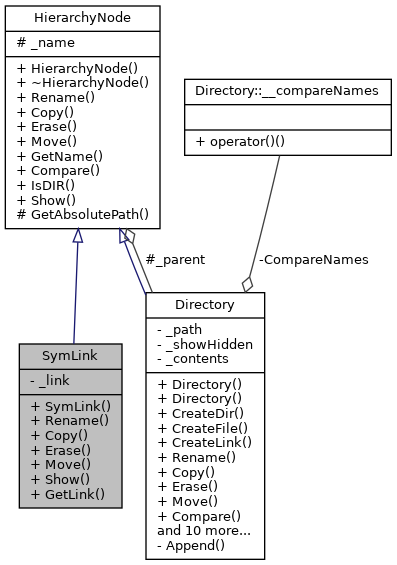 HierarchyNode
# _name
+ HierarchyNode()
+ ~HierarchyNode()
+ Rename()
+ Copy()
+ Erase()
+ Move()
+ GetName()
+ Compare()
+ IsDIR()
+ Show()
# GetAbsolutePath()
Directory::__compareNames
+ operator()()
#_parent
-CompareNames
Directory
- _path
- _showHidden
- _contents
+ Directory()
+ Directory()
+ CreateDir()
+ CreateFile()
+ CreateLink()
+ Rename()
+ Copy()
+ Erase()
+ Move()
+ Compare()
and 10 more...
- Append()
SymLink
- _link
+ SymLink()
+ Rename()
+ Copy()
+ Erase()
+ Move()
+ Show()
+ GetLink()